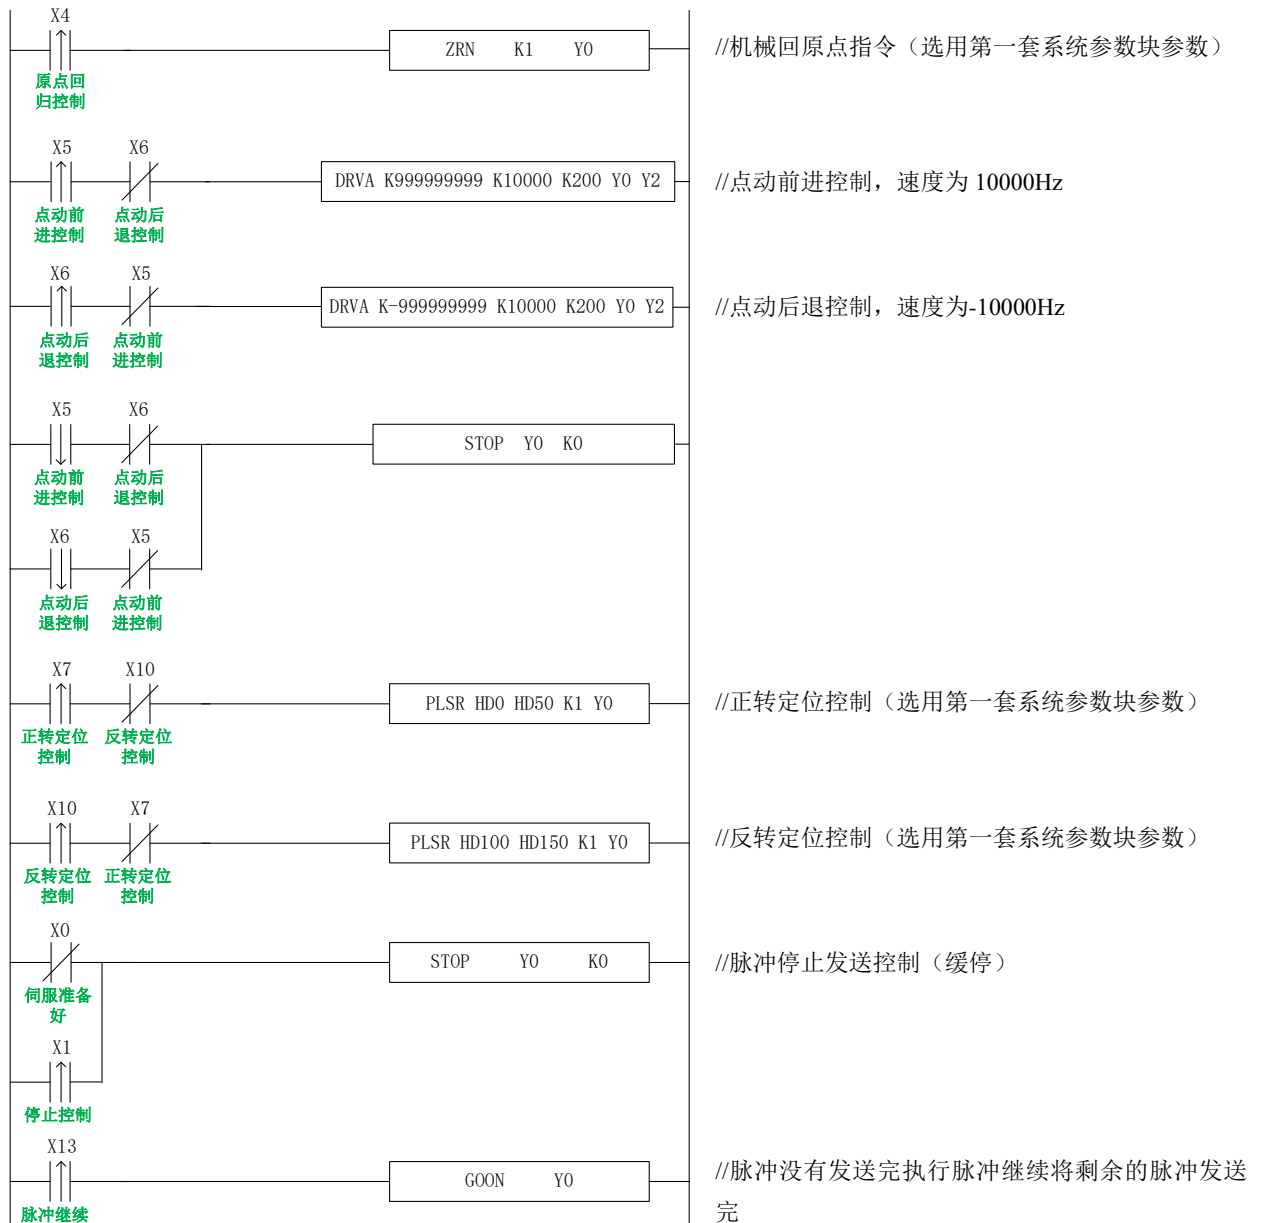 X4
ZRN K1 Y0
//机械回原点指令（选用第一套系统参数块参数）
原点回
归控制
X5 X6
DRVA K999999999 K10000 K200 Y0 Y2
//点动前进控制，速度为 10000Hz
点动前 点动后
进控制 退控制
X6 X5
DRVA K-999999999 K10000 K200 Y0 Y2
//点动后退控制，速度为-10000Hz
点动后 点动前
退控制 进控制
X5 X6
STOP Y0 K0
点动前 点动后
进控制 退控制
X6 X5
点动后 点动前
退控制 进控制
X7 X10
PLSR HD0 HD50 K1 Y0
//正转定位控制（选用第一套系统参数块参数）
正转定位 反转定位
控制 控制
X10 X7
PLSR HD100 HD150 K1 Y0
//反转定位控制（选用第一套系统参数块参数）
反转定位 正转定位
控制 控制
X0
STOP Y0 K0
//脉冲停止发送控制（缓停）
伺服准备
好
X1
停止控制
X13
GOON Y0
//脉冲没有发送完执行脉冲继续将剩余的脉冲发送
完
脉冲继续